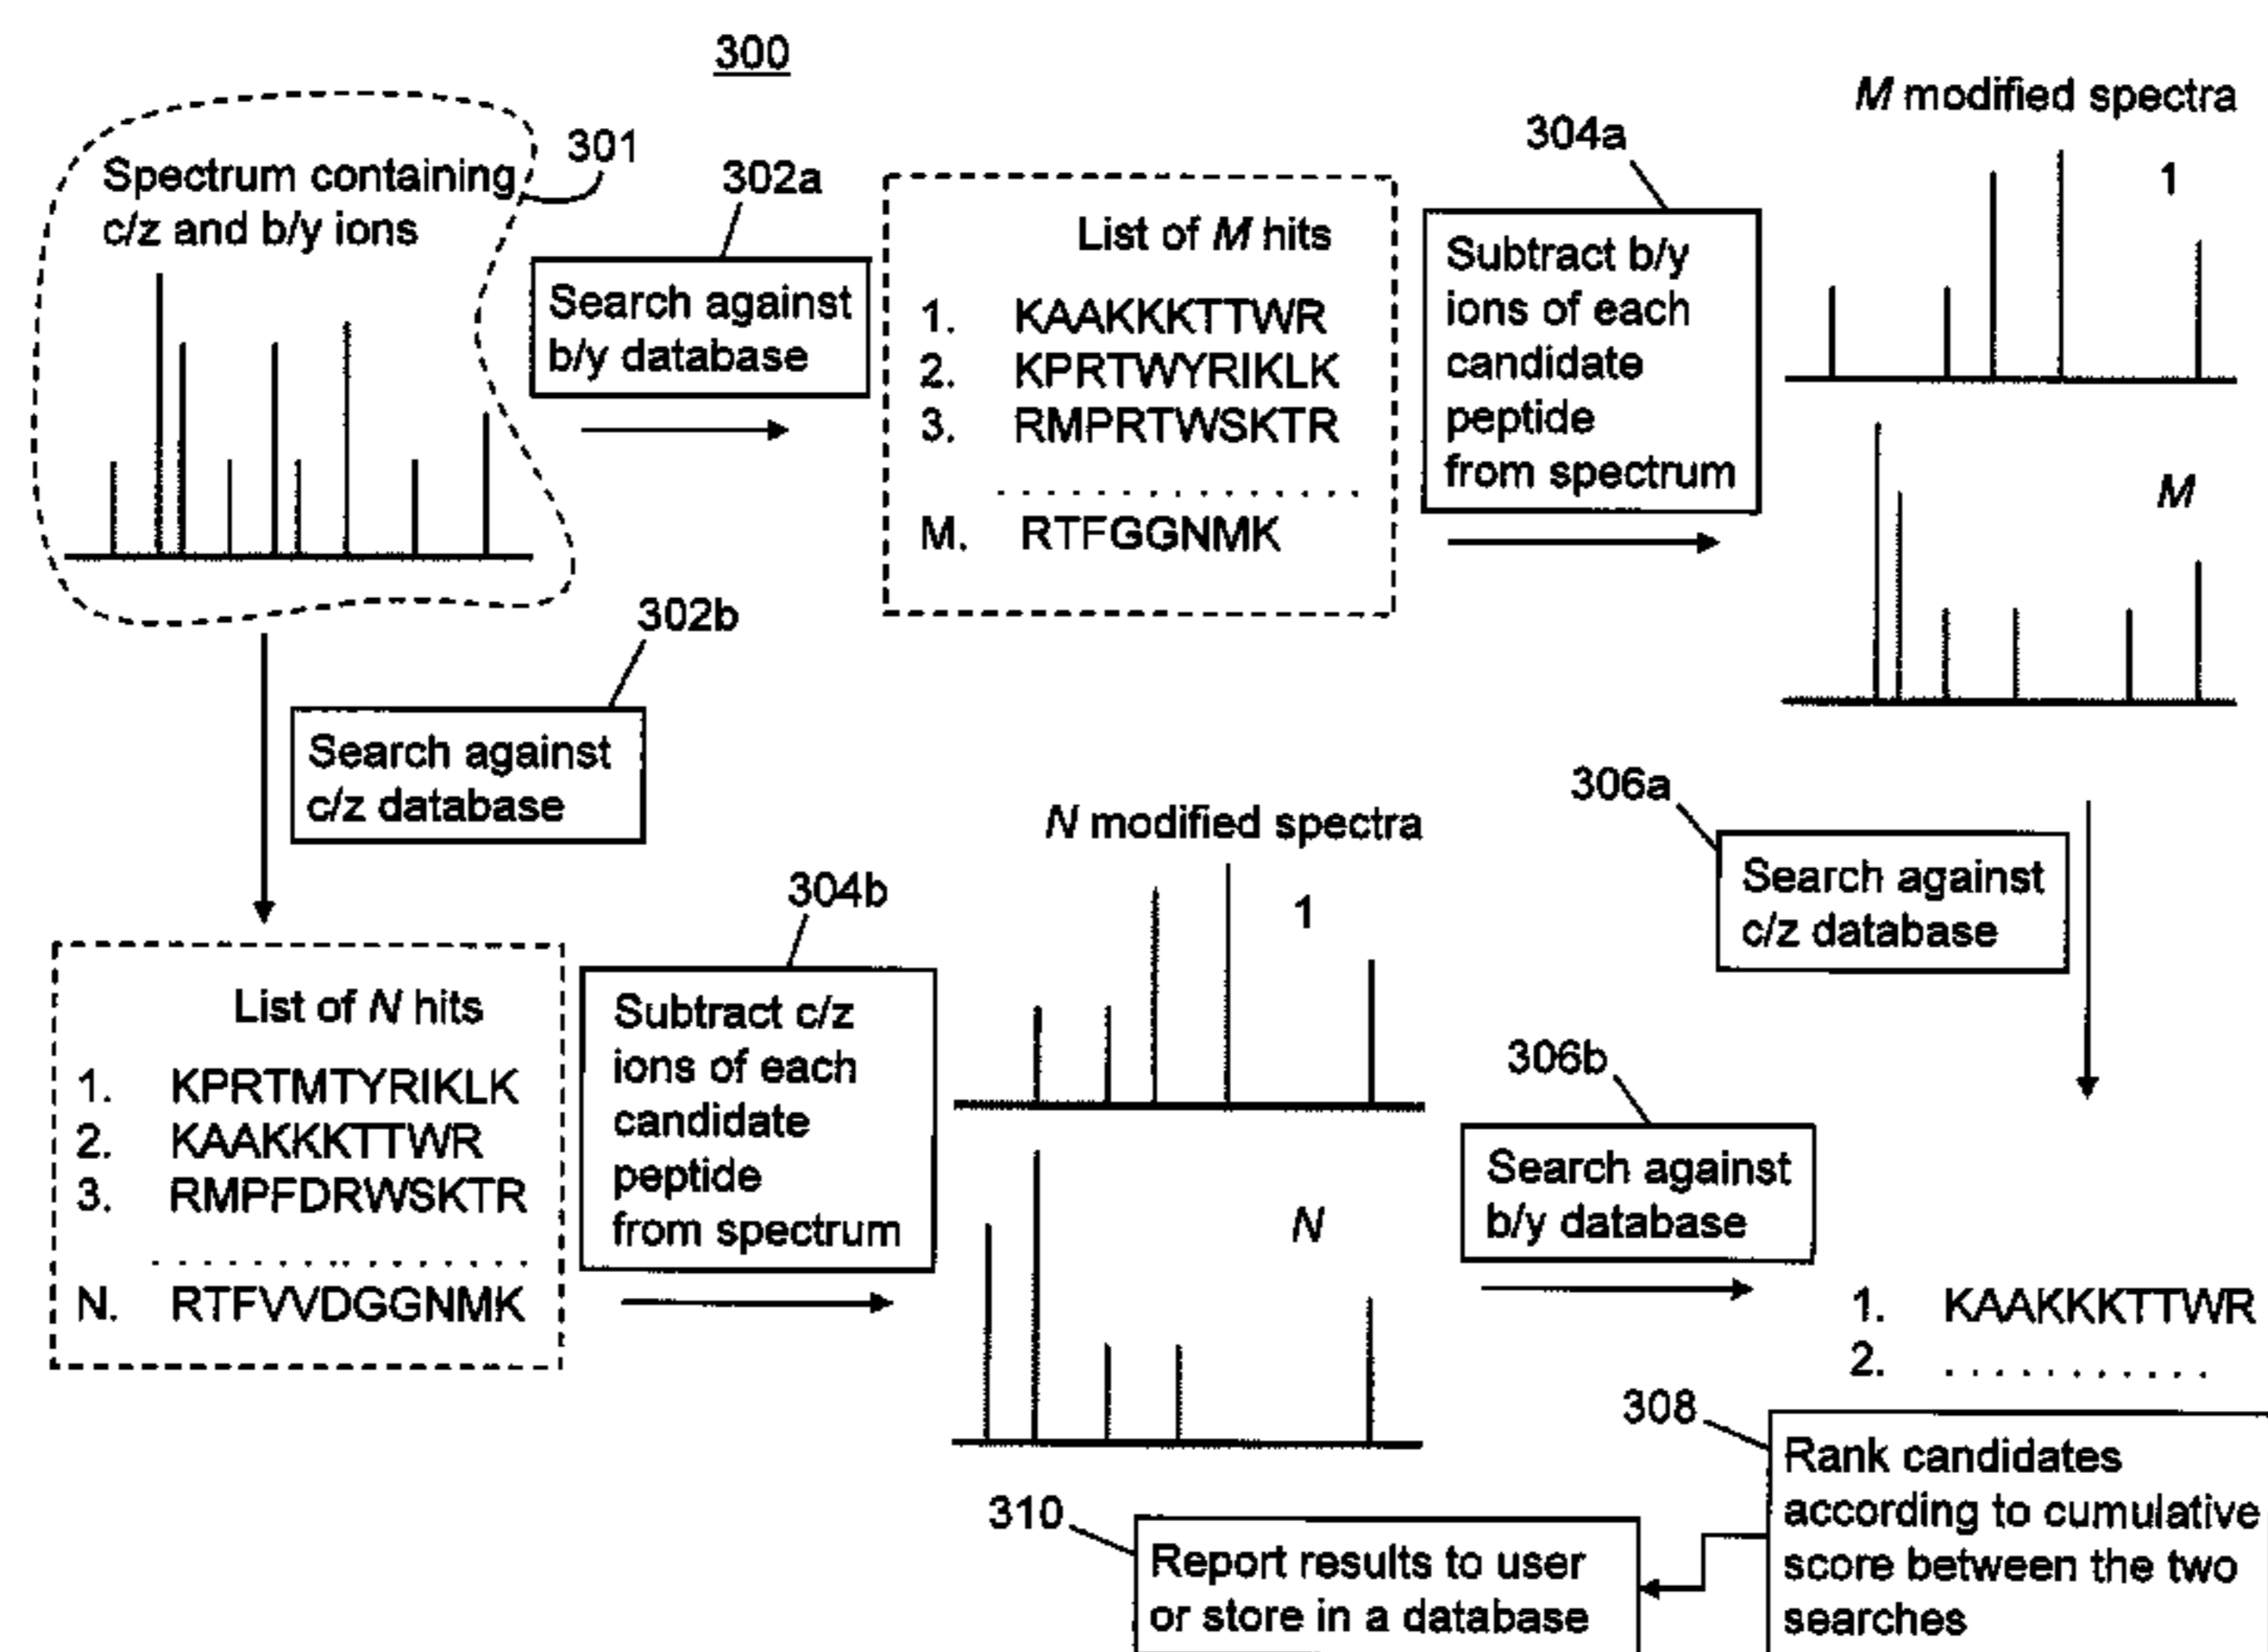 300
Spectrum containing
c/z and b/y ions
301
302a
Search against
b/y database
List of M hits
1. KAAKKKTTWR
2. KPRTWYRIKLK
3. RMPRTWSKTR
. . . . . . . . . . . . . .
M. RTFGGNMK
304a
Subtract b/y
ions of each
candidate
peptide
from spectrum
M modified spectra
1
M
302b
Search against
c/z database
List of N hits
1. KPRTMTYRIKLK
2. KAAKKKTTWR
3. RMPFDRWSKTR
. . . . . . . . . . . . . . .
N. RTFVVDGGNMK
304b
Subtract c/z
ions of each
candidate
peptide
from spectrum
N modified spectra
1
N
306a
Search against
c/z database
306b
Search against
b/y database
1. KAAKKKTTWR
2. . . . . . . . . . . .
308
Rank candidates
according to cumulative
score between the two
searches
310
Report results to user
or store in a database